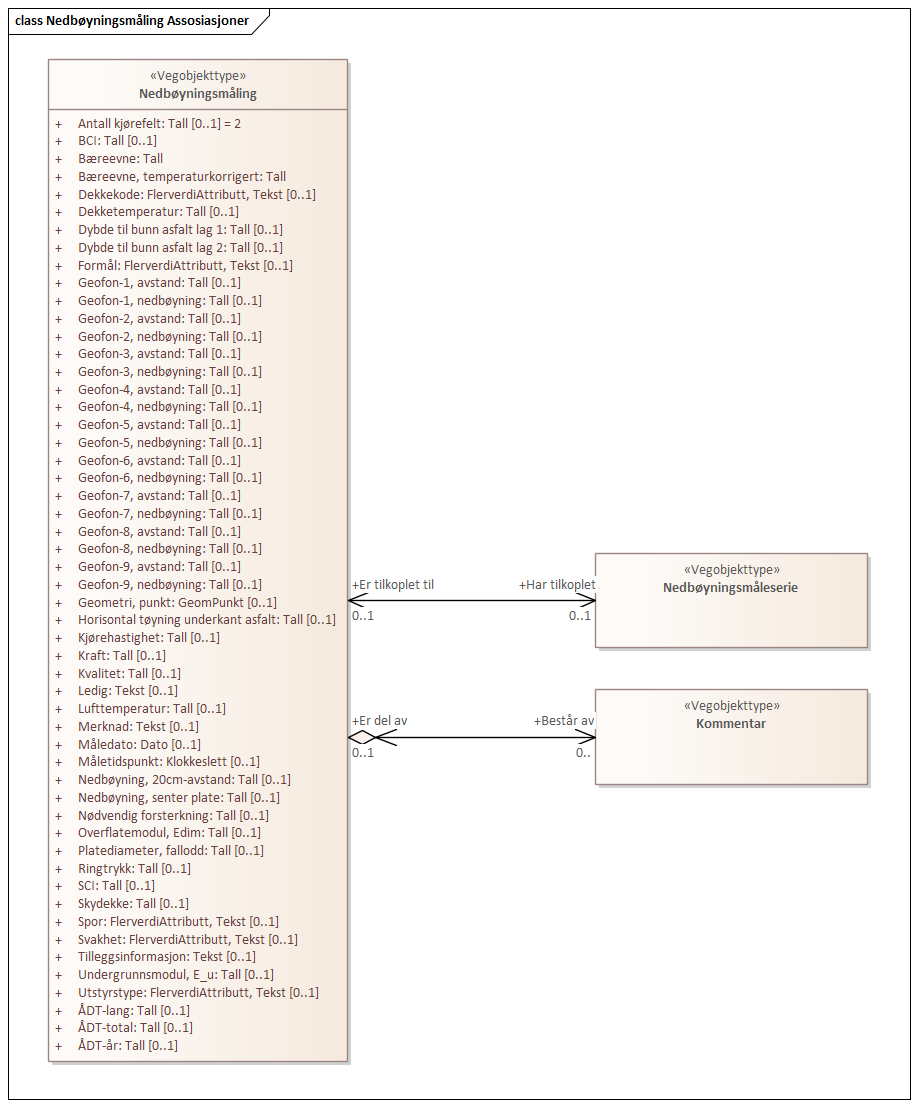 class Nedbøyningsmåling Assosiasjoner
«Vegobjekttype»
Nedbøyningsmåling
+ Antall kjørefelt: Tall [0..1] = 2
+ BCI: Tall [0..1]
+ Bæreevne: Tall
+ Bæreevne, temperaturkorrigert: Tall
+ Dekkekode: FlerverdiAttributt, Tekst [0..1]
+ Dekketemperatur: Tall [0..1]
+ Dybde til bunn asfalt lag 1: Tall [0..1]
+ Dybde til bunn asfalt lag 2: Tall [0..1]
+ Formål: FlerverdiAttributt, Tekst [0..1]
+ Geofon-1, avstand: Tall [0..1]
+ Geofon-1, nedbøyning: Tall [0..1]
+ Geofon-2, avstand: Tall [0..1]
+ Geofon-2, nedbøyning: Tall [0..1]
+ Geofon-3, avstand: Tall [0..1]
+ Geofon-3, nedbøyning: Tall [0..1]
+ Geofon-4, avstand: Tall [0..1]
+ Geofon-4, nedbøyning: Tall [0..1]
+ Geofon-5, avstand: Tall [0..1]
+ Geofon-5, nedbøyning: Tall [0..1]
+ Geofon-6, avstand: Tall [0..1]
+ Geofon-6, nedbøyning: Tall [0..1]
+ Geofon-7, avstand: Tall [0..1]
+ Geofon-7, nedbøyning: Tall [0..1]
+ Geofon-8, avstand: Tall [0..1]
+ Geofon-8, nedbøyning: Tall [0..1]
+ Geofon-9, avstand: Tall [0..1]
+ Geofon-9, nedbøyning: Tall [0..1]
+ Geometri, punkt: GeomPunkt [0..1]
+ Horisontal tøyning underkant asfalt: Tall [0..1]
+ Kjørehastighet: Tall [0..1]
+ Kraft: Tall [0..1]
+ Kvalitet: Tall [0..1]
+ Ledig: Tekst [0..1]
+ Lufttemperatur: Tall [0..1]
+ Merknad: Tekst [0..1]
+ Måledato: Dato [0..1]
+ Måletidspunkt: Klokkeslett [0..1]
+ Nedbøyning, 20cm-avstand: Tall [0..1]
+ Nedbøyning, senter plate: Tall [0..1]
+ Nødvendig forsterkning: Tall [0..1]
+ Overflatemodul, Edim: Tall [0..1]
+ Platediameter, fallodd: Tall [0..1]
+ Ringtrykk: Tall [0..1]
+ SCI: Tall [0..1]
+ Skydekke: Tall [0..1]
+ Spor: FlerverdiAttributt, Tekst [0..1]
+ Svakhet: FlerverdiAttributt, Tekst [0..1]
+ Tilleggsinformasjon: Tekst [0..1]
+ Undergrunnsmodul, E_u: Tall [0..1]
+ Utstyrstype: FlerverdiAttributt, Tekst [0..1]
+ ÅDT-lang: Tall [0..1]
+ ÅDT-total: Tall [0..1]
+ ÅDT-år: Tall [0..1]
+Er tilkoplet til +Har tilkoplet
0..1 0..1
«Vegobjekttype»
Nedbøyningsmåleserie
+Er del av +Består av
0..1 0..
«Vegobjekttype»
Kommentar